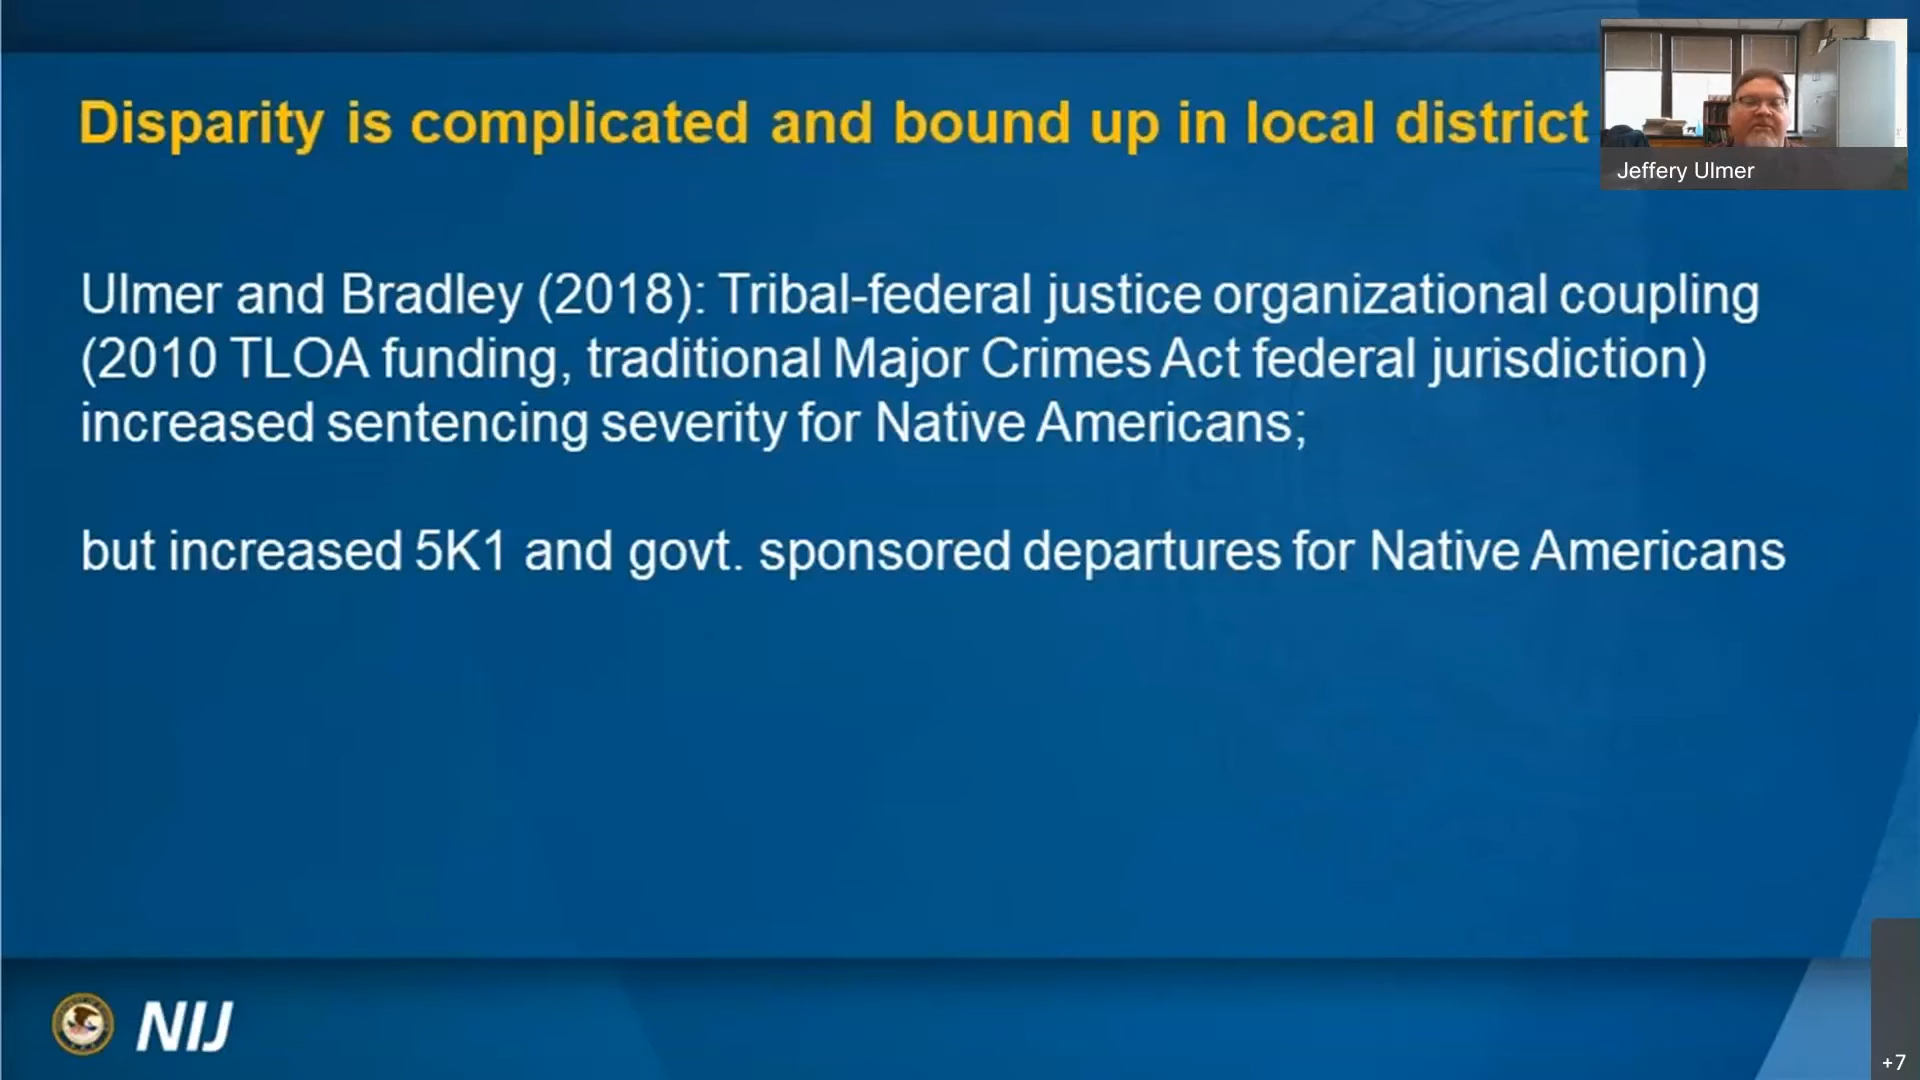 Disparity is complicated and bound up in local district
Jeffery Ulmer
Ulmer and Bradley (2018): Tribal-federal justice organizational coupling
(2010 TLOA funding, traditional Major Crimes Act federal jurisdiction)
increased sentencing severity for Native Americans;
but increased 5K1 and govt. sponsored departures for Native Americans
NIJ
+7